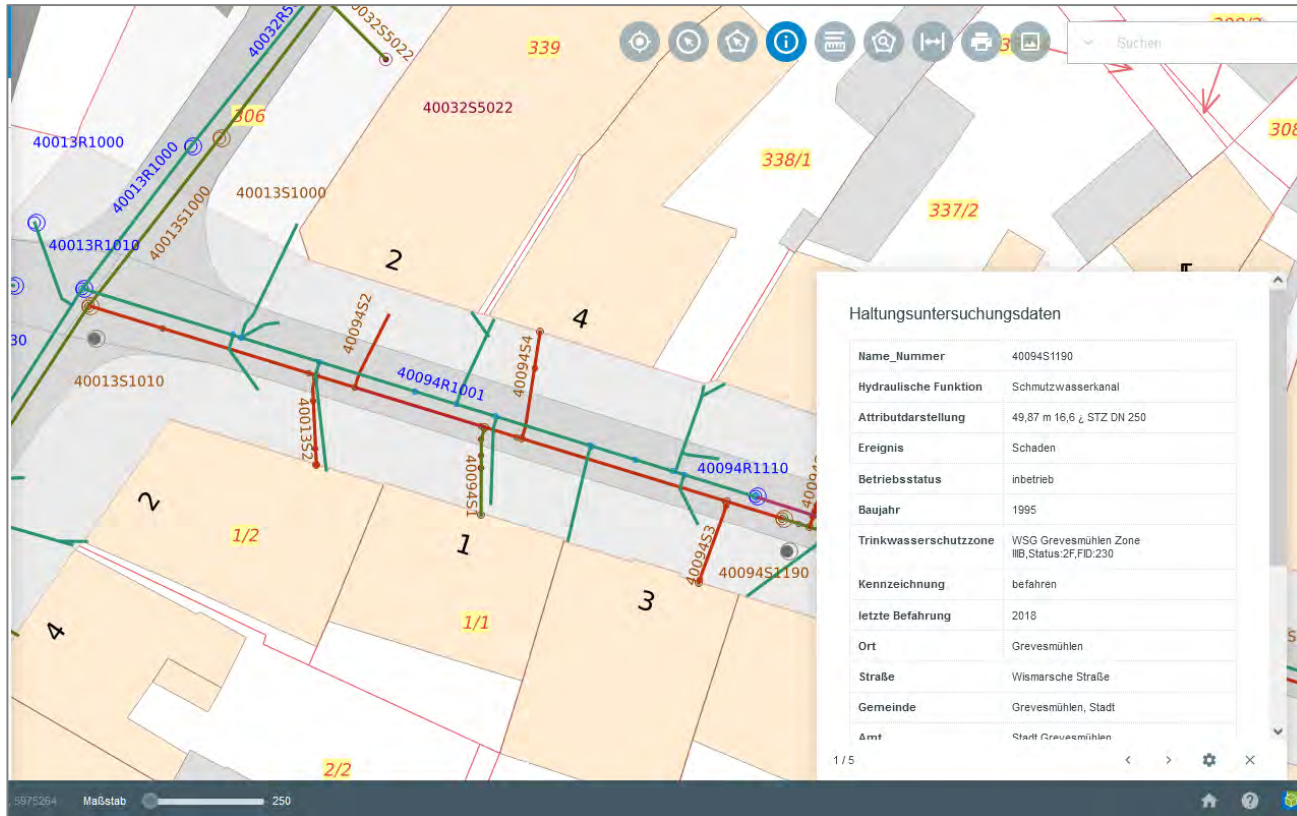 40032S5022
339
Suchen
40032S5022
306
40013R1000
40013R1000
40013S1000
40013S1000
338/1
308
337/2
40013R1010
2
4
40094S2
40094S4
40094R1001
30
40013S1010
40013S2
40094S1
40094R1110
40094S3
40094S1190
2
1/2
1
3
1/1
4
2/2
Haltungsuntersuchungsdaten
Name_Nummer 40094S1190
Hydraulische Funktion Schmutzwasserkanal
Attributdarstellung 49,87 m 16,6 ¿ STZ DN 250
Ereignis Schaden
Betriebsstatus inbetrieb
Baujahr 1995
Trinkwasserschutzzone WSG Grevesmühlen Zone
IIIB,Status:2F,FID:230
Kennzeichnung befahren
letzte Befahrung 2018
Ort Grevesmühlen
Straße Wismarsche Straße
Gemeinde Grevesmühlen, Stadt
Amt Stadt Grevesmühlen
1 / 5
5975264 Maßstab 250